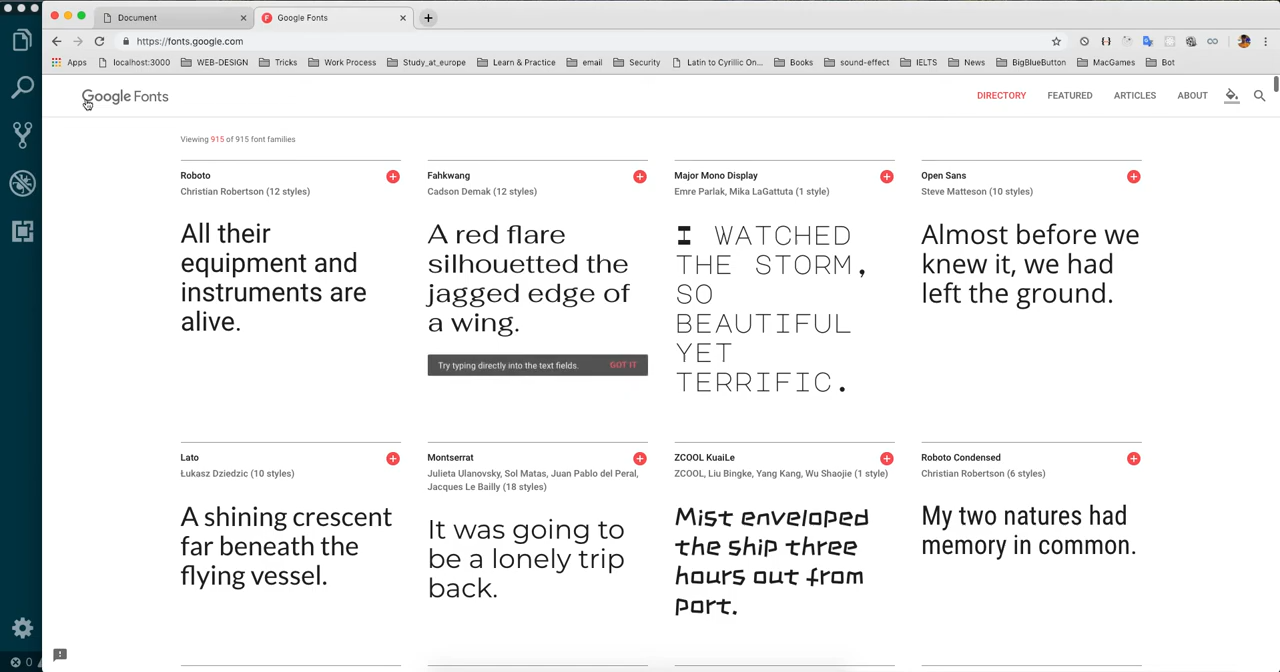 Document
Google Fonts
https://fonts.google.com
Apps
localhost:3000
WEB-DESIGN
Tricks
Work Process
Study_at_europe
Learn & Practice
email
Security
Latin to Cyrillic On...
Books
sound-effect
IELTS
News
BigBlueButton
MacGames
Bot
Google Fonts
DIRECTORY
FEATURED
ARTICLES
ABOUT
Viewing 915 of 915 font families
Roboto
Christian Robertson (12 styles)
All their
equipment and
instruments are
alive.
Fahkwang
Cadson Demak (12 styles)
A red flare
silhouetted the
jagged edge of
a wing.
Try typing directly into the text fields.
GOT IT
Major Mono Display
Emre Parlak, Mika LaGattuta (1 style)
I WATCHED
THE STORM,
SO
BEAUTIFUL
YET
TERRIFIC.
Open Sans
Steve Matteson (10 styles)
Almost before we
knew it, we had
left the ground.
Lato
Łukasz Dziedzic (10 styles)
A shining crescent
far beneath the
flying vessel.
Montserrat
Julieta Ulanovsky, Sol Matas, Juan Pablo del Peral,
Jacques Le Bailly (18 styles)
It was going to
be a lonely trip
back.
ZCOOL KuaiLe
ZCOOL, Liu Bingke, Yang Kang, Wu Shaojie (1 style)
Mist enveloped
the ship three
hours out from
port.
Roboto Condensed
Christian Robertson (6 styles)
My two natures had
memory in common.
0